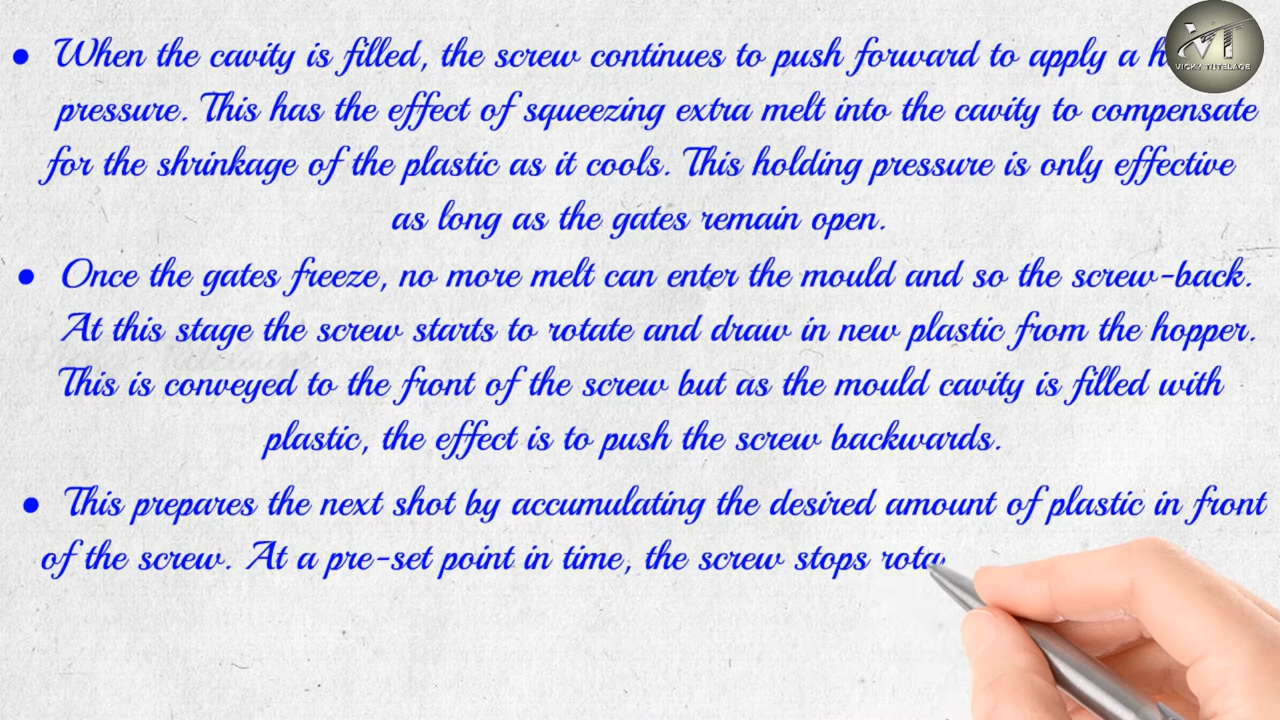 • When the cavity is filled, the screw continues to push forward to apply a
pressure. This has the effect of squeezing extra melt into the cavity to compensate
for the shrinkage of the plastic as it cools. This holding pressure is only effective
as long as the gates remain open.
• Once the gates freeze, no more melt can enter the mould and so the screw-back.
At this stage the screw starts to rotate and draw in new plastic from the hopper.
This is conveyed to the front of the screw but as the mould cavity is filled with
plastic, the effect is to push the screw backwards.
• This prepares the next shot by accumulating the desired amount of plastic in front
of the screw. At a pre-set point in time, the screw stops
VT
VICKY TUTELAGE